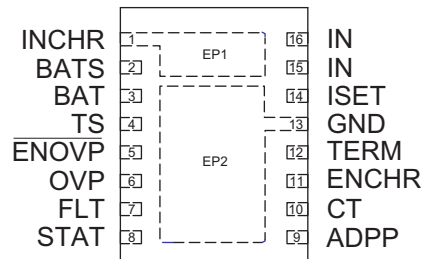 INCHR 1 EP1 16 IN
BATS 2 15 IN
BAT 3 14 ISET
TS 4 13 GND
ENOVP 5 EP2 12 TERM
OVP 6 11 ENCHR
FLT 7 10 CT
STAT 8 9 ADPP